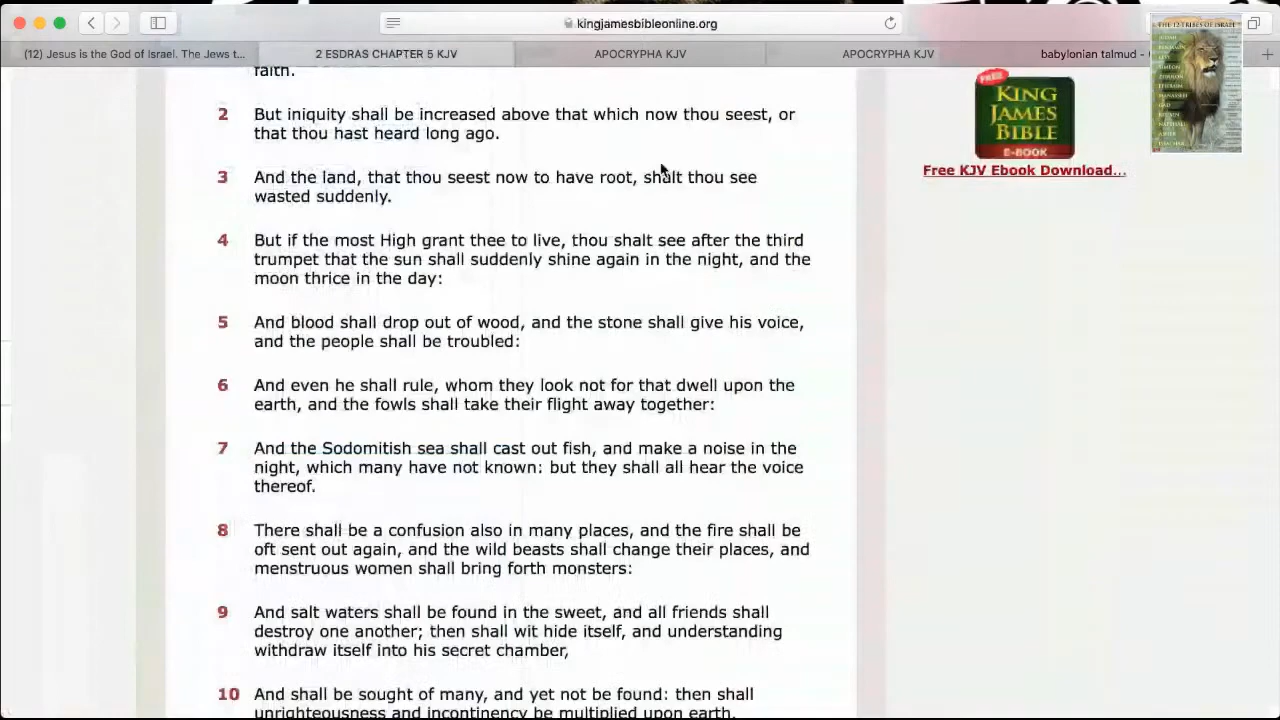 kingjamesbibleonline.org
(12) Jesus is the God of Israel. The Jews t...
2 ESDRAS CHAPTER 5 KJV
APOCRYPHA KJV
APOCRYPHA KJV
babylonian talmud -
THE 12 TRIBES OF ISRAEL
faith.
2 But iniquity shall be increased above that which now thou seest, or
that thou hast heard long ago.
3 And the land, that thou seest now to have root, shalt thou see
wasted suddenly.
4 But if the most High grant thee to live, thou shalt see after the third
trumpet that the sun shall suddenly shine again in the night, and the
moon thrice in the day:
5 And blood shall drop out of wood, and the stone shall give his voice,
and the people shall be troubled:
6 And even he shall rule, whom they look not for that dwell upon the
earth, and the fowls shall take their flight away together:
7 And the Sodomitish sea shall cast out fish, and make a noise in the
night, which many have not known: but they shall all hear the voice
thereof.
8 There shall be a confusion also in many places, and the fire shall be
oft sent out again, and the wild beasts shall change their places, and
menstruous women shall bring forth monsters:
9 And salt waters shall be found in the sweet, and all friends shall
destroy one another; then shall wit hide itself, and understanding
withdraw itself into his secret chamber,
10 And shall be sought of many, and yet not be found: then shall
unrighteousness and incontinency be multiplied upon earth.
FREE
KING
JAMES
BIBLE
E-BOOK
Free KJV Ebook Download...